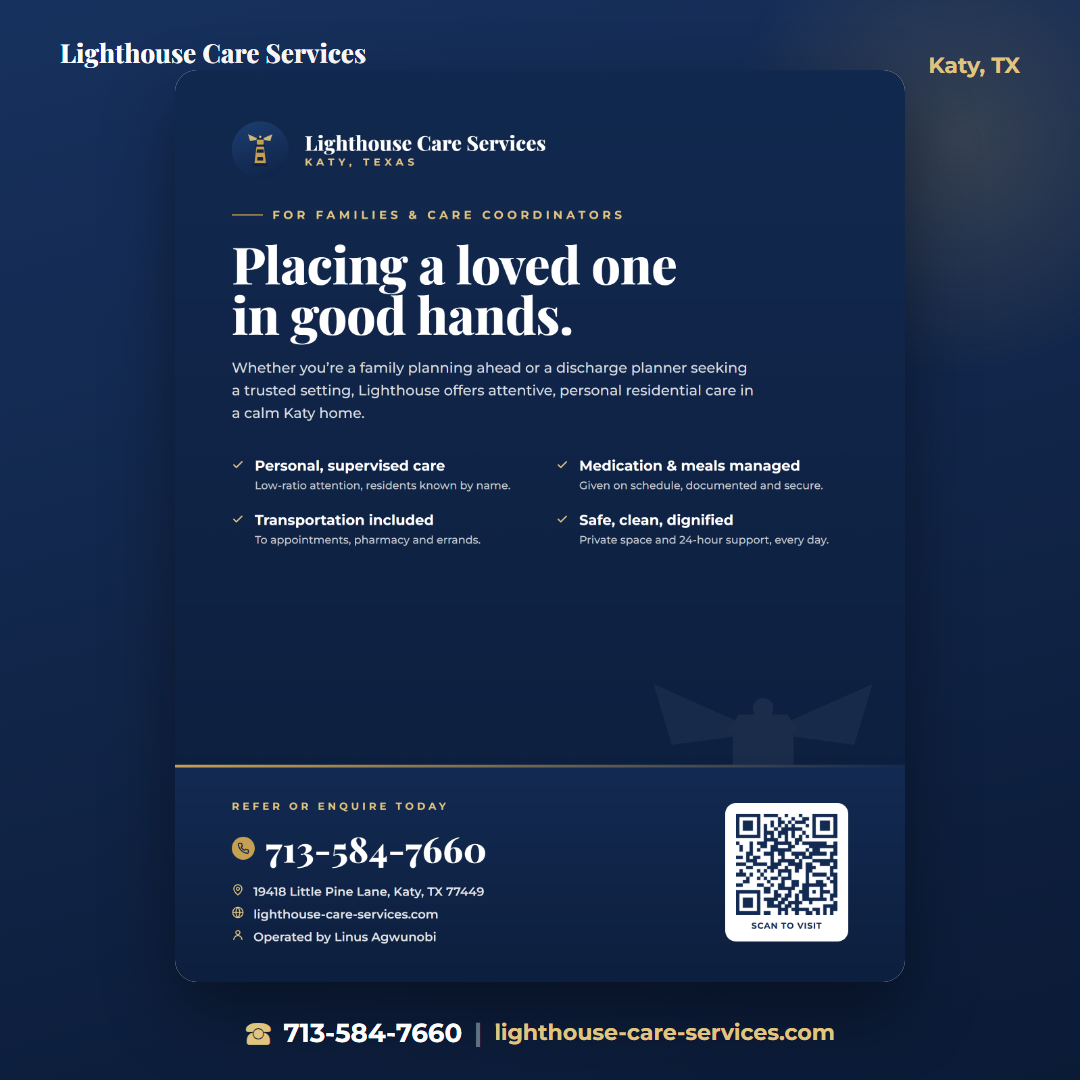 Lighthouse Care Services
Katy, TX
Lighthouse Care Services
KATY, TEXAS
FOR FAMILIES & CARE COORDINATORS
Placing a loved one
in good hands.
Whether you're a family planning ahead or a discharge planner seeking
a trusted setting, Lighthouse offers attentive, personal residential care in
a calm Katy home.
Personal, supervised care
Low-ratio attention, residents known by name.
Medication & meals managed
Given on schedule, documented and secure.
Transportation included
To appointments, pharmacy and errands.
Safe, clean, dignified
Private space and 24-hour support, every day.
REFER OR ENQUIRE TODAY
713-584-7660
19418 Little Pine Lane, Katy, TX 77449
lighthouse-care-services.com
Operated by Linus Agwunobi
SCAN TO VISIT
713-584-7660 | lighthouse-care-services.com